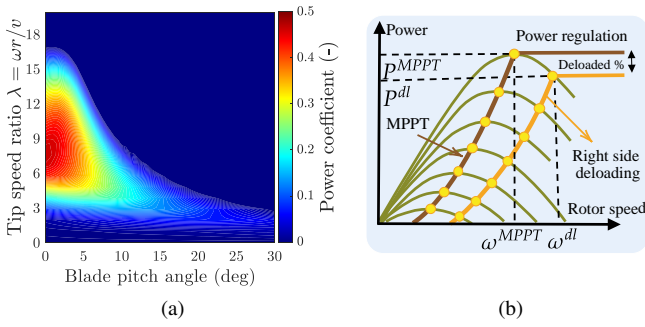 Tip speed ratio λ = ωr/v
18
15
12
9
6
3
0
0 5 10 15 20 25 30
Blade pitch angle (deg)
0.5
0.4
0.3
0.2
0.1
0
Power coefficient (-)
(a)
Power
Power regulation
P^MPPT
Deloaded %
P^dl
MPPT
Right side
deloading
Rotor speed
ω^MPPT
ω^dl
(b)